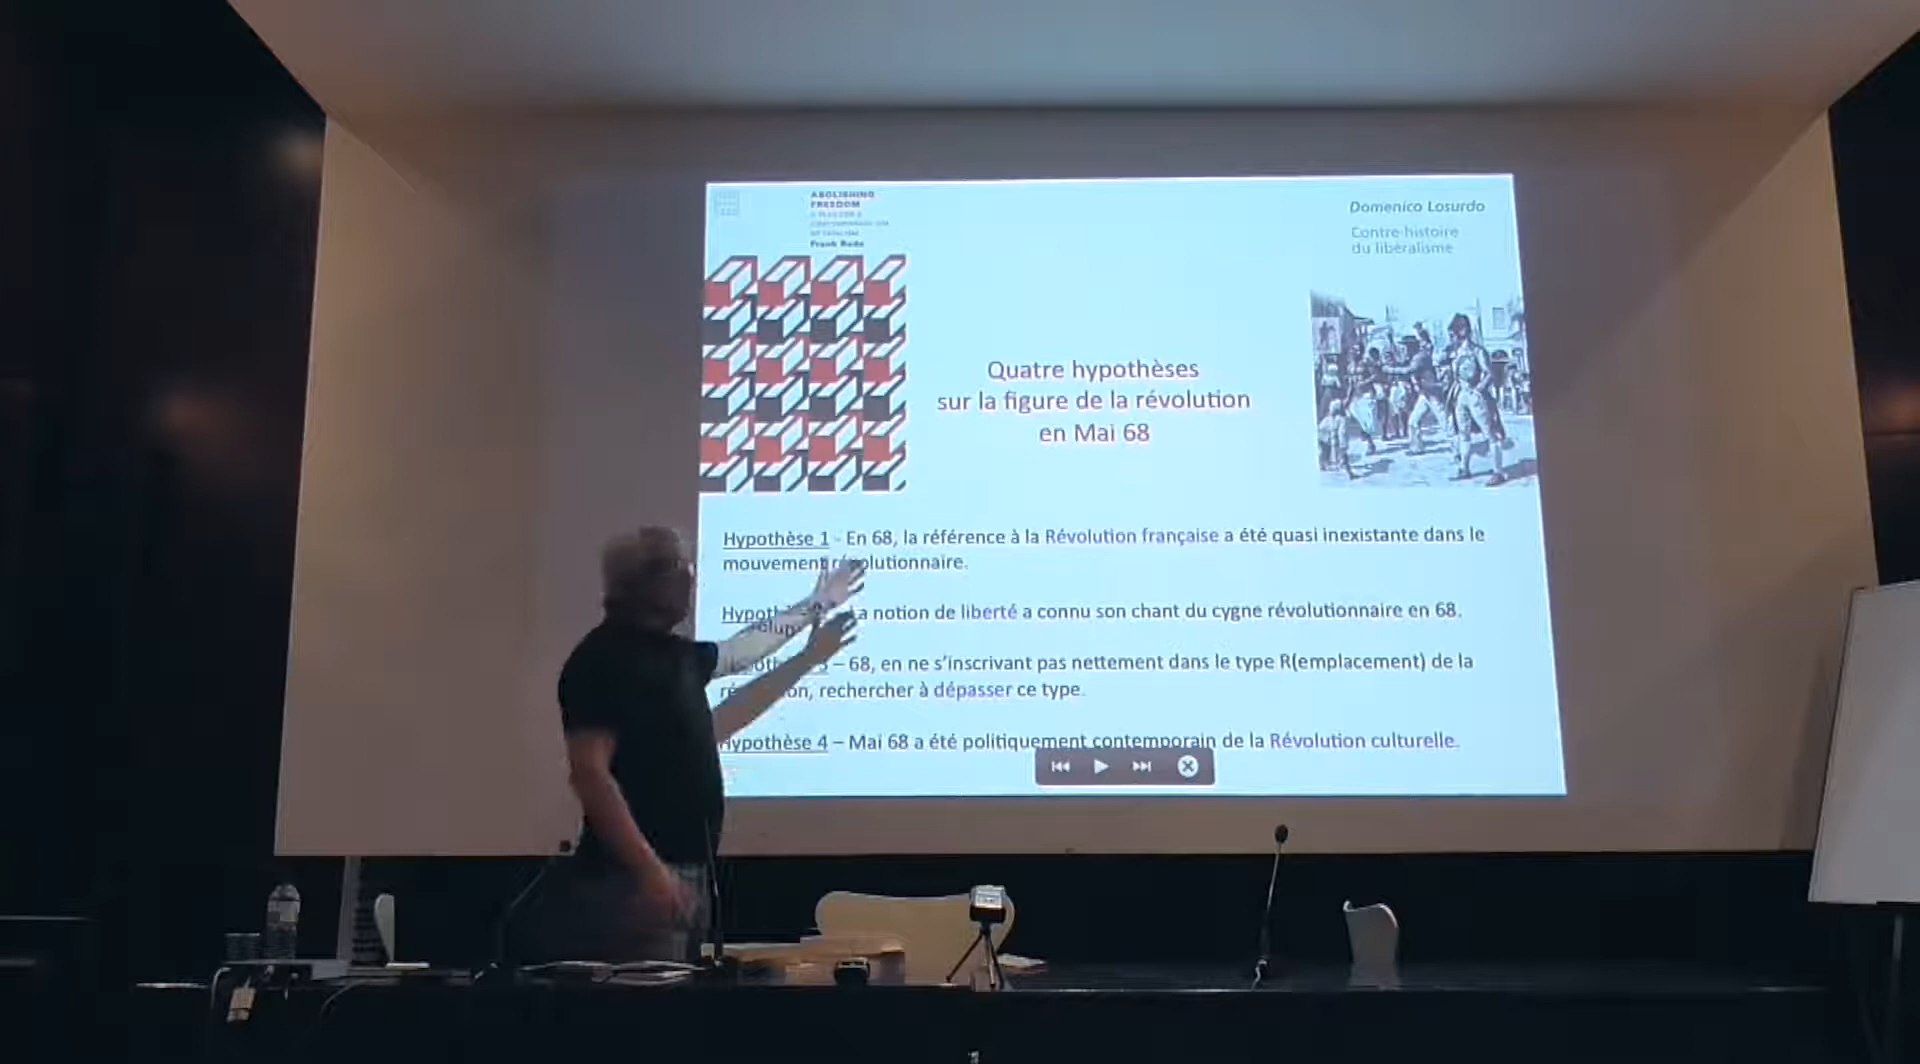 ABOLISHING
FREEDOM
Frank Ruda
Domenico Losurdo
Contre-histoire
du libéralisme
Quatre hypothèses
sur la figure de la révolution
en Mai 68
Hypothèse 1 - En 68, la référence à la Révolution française a été quasi inexistante dans le
mouvement révolutionnaire.
La notion de liberté a connu son chant du cygne révolutionnaire en 68.
3 – 68, en ne s'inscrivant pas nettement dans le type R(emplacement) de la
rechercher à dépasser ce type.
Hypothèse 4 – Mai 68 a été politiquement contemporain de la Révolution culturelle.